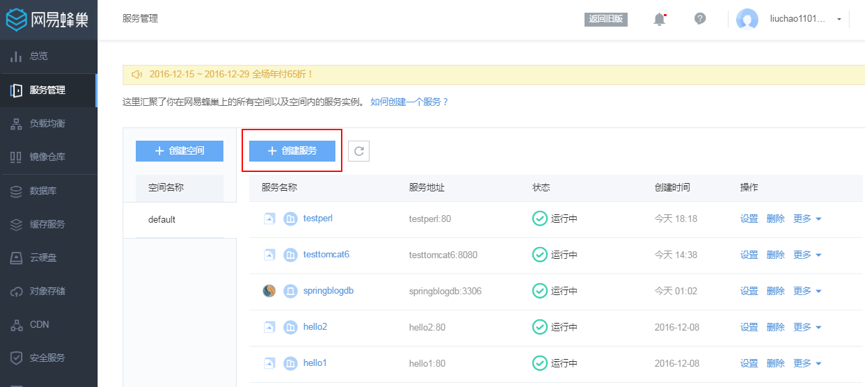 网易蜂巢
服务管理
返回旧版
liuchao1101...
总览
服务管理
负载均衡
镜像仓库
数据库
缓存服务
云硬盘
对象存储
CDN
安全服务
2016-12-15 ~ 2016-12-29 全场年付65折！
这里汇聚了你在网易蜂巢上的所有空间以及空间内的服务实例。 如何创建一个服务？
创建空间
创建服务
空间名称
default
服务名称 服务地址 状态 创建时间 操作
testperl testperl:80 运行中 今天 18:18 设置 删除 更多
testtomcat6 testtomcat6:8080 运行中 今天 14:38 设置 删除 更多
springblogdb springblogdb:3306 运行中 今天 01:02 设置 删除 更多
hello2 hello2:80 运行中 2016-12-08 设置 删除 更多
hello1 hello1:80 运行中 2016-12-08 设置 删除 更多